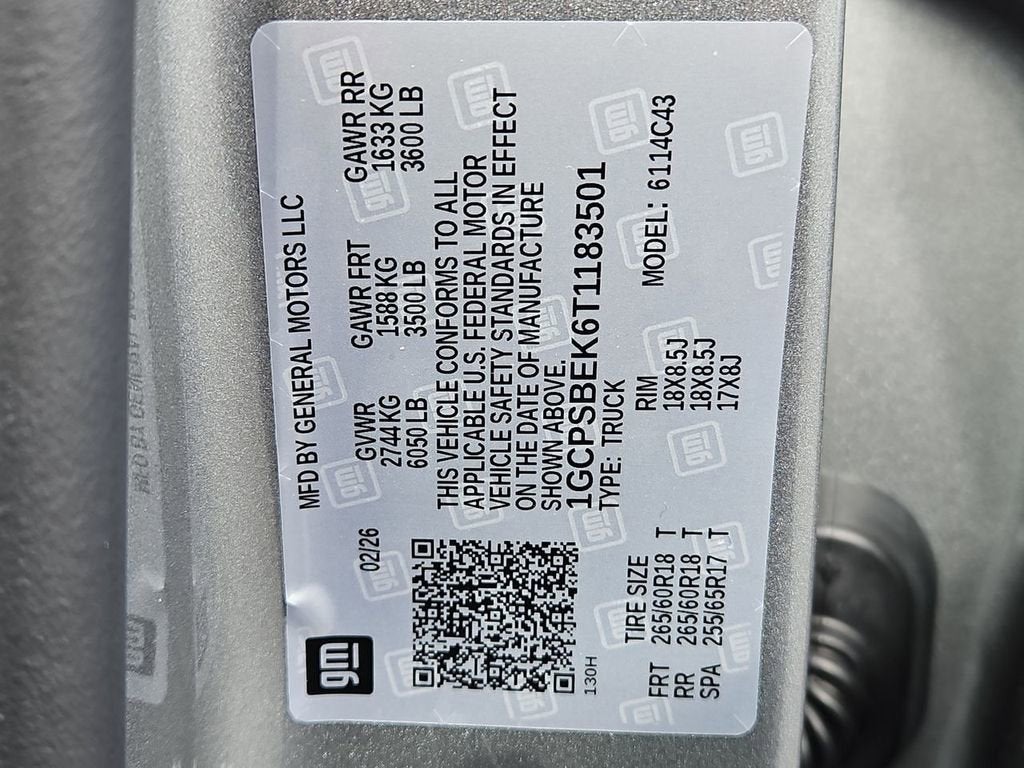 gm
MFD BY GENERAL MOTORS LLC
02/26
GVWR GAWR FRT GAWR RR
2744 KG 1588 KG 1633 KG
6050 LB 3500 LB 3600 LB
THIS VEHICLE CONFORMS TO ALL
APPLICABLE U.S. FEDERAL MOTOR
VEHICLE SAFETY STANDARDS IN EFFECT
ON THE DATE OF MANUFACTURE
SHOWN ABOVE.
1GCPSBEK6T1183501
130H
TYPE: TRUCK
TIRE SIZE RIM MODEL: 6114C43
FRT 265/60R18 T 18X8.5J
RR 265/60R18 T 18X8.5J
SPA 255/65R17 T 17X8J